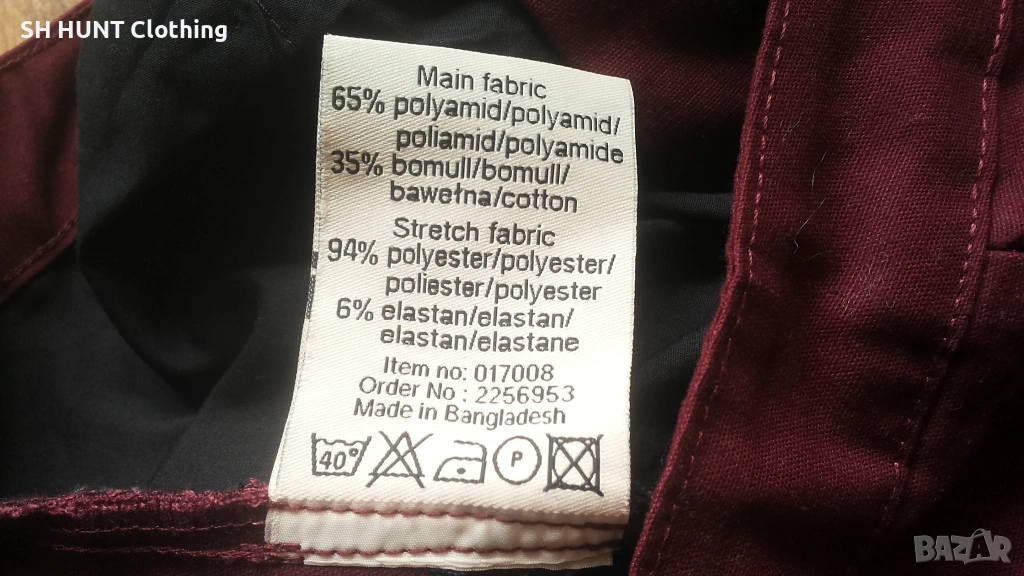 SH HUNT Clothing
Main fabric
65% polyamid/polyamid/
poliamid/polyamide
35% bomull/bomull/
bawełna/cotton
Stretch fabric
94% polyester/polyester/
poliester/polyester
6% elastan/elastan/
elastan/elastane
Item no: 017008
Order No : 2256953
Made in Bangladesh
40° P
BAZAR